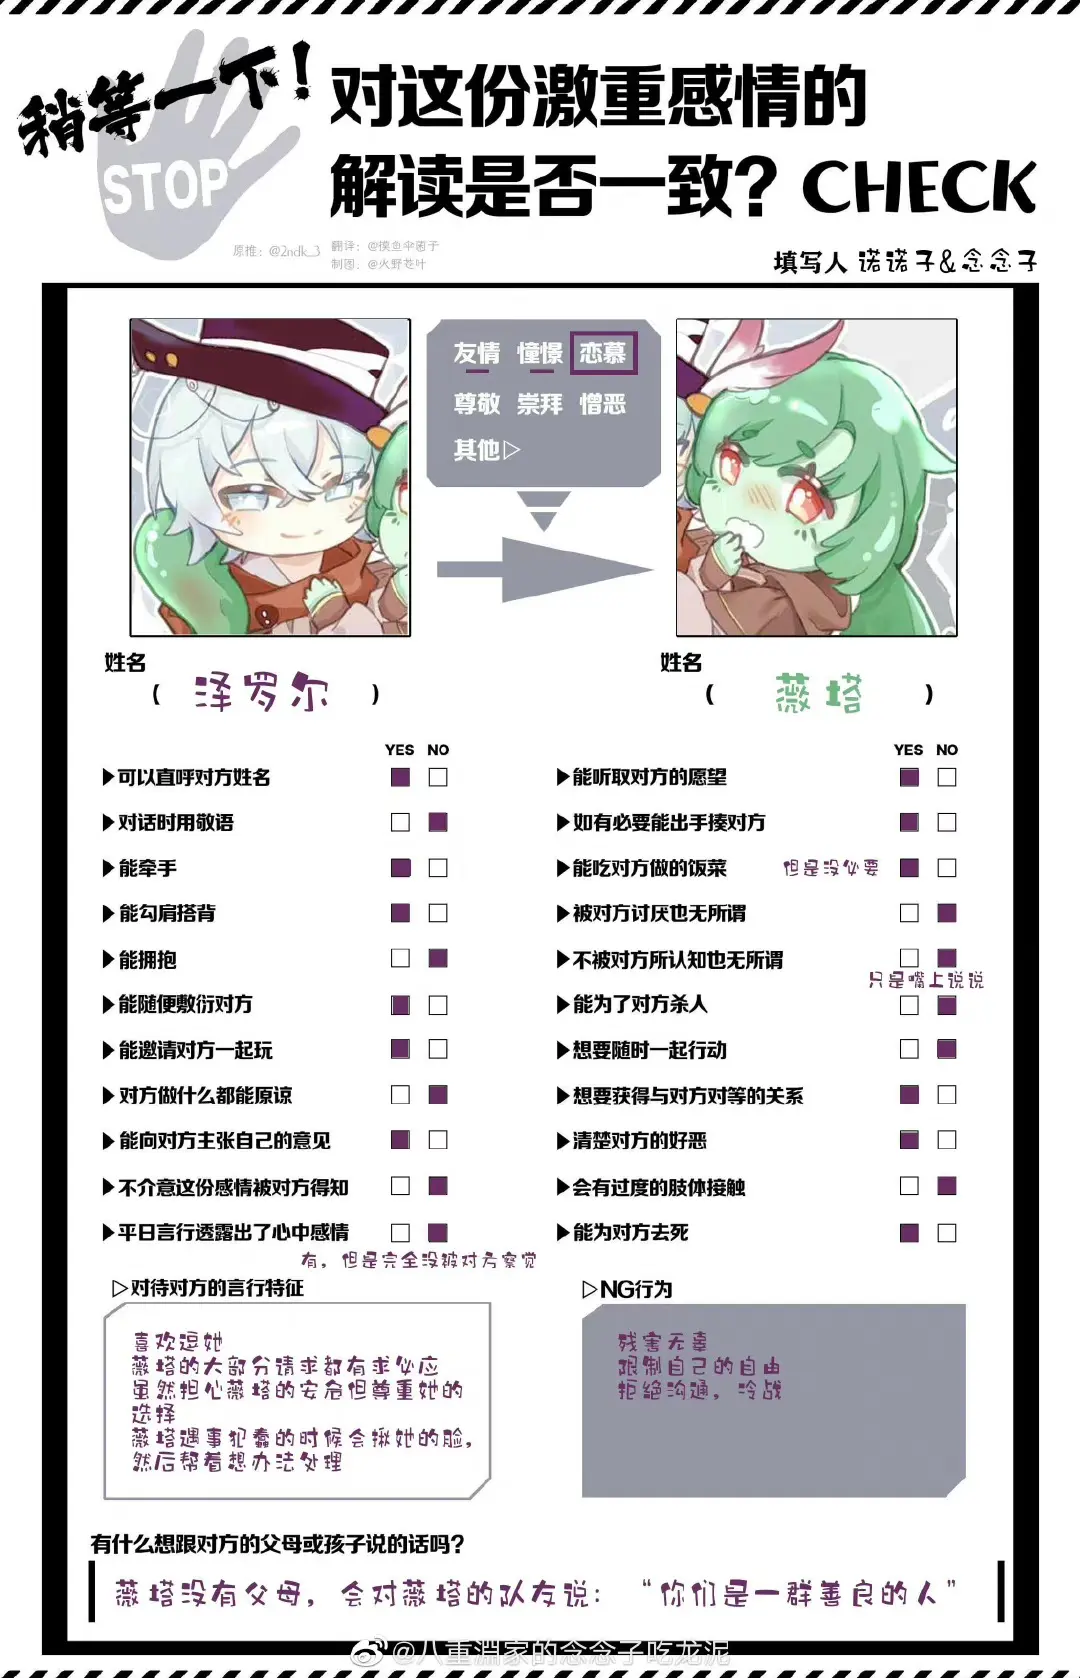 稍等一下！
STOP
对这份激重感情的
解读是否一致？CHECK
原推：@2ndk_3 翻译：@摸鱼伞菌子
制图：@火野苍叶
填写人 诺诺子&念念子
友情 憧憬 恋慕
尊敬 崇拜 憎恶
其他▷
姓名
（ 泽罗尔 ）
姓名
（ 薇塔 ）
YES NO
▶可以直呼对方姓名
▶对话时用敬语
▶能牵手
▶能勾肩搭背
▶能拥抱
▶能随便敷衍对方
▶能邀请对方一起玩
▶对方做什么都能原谅
▶能向对方主张自己的意见
▶不介意这份感情被对方得知
▶平日言行透露出了心中感情
有，但是完全没被对方察觉
YES NO
▶能听取对方的愿望
▶如有必要能出手揍对方
▶能吃对方做的饭菜 但是没必要
▶被对方讨厌也无所谓
▶不被对方所认知也无所谓
只是嘴上说说
▶能为了对方杀人
▶想要随时一起行动
▶想要获得与对方对等的关系
▶清楚对方的好恶
▶会有过度的肢体接触
▶能为对方去死
▷对待对方的言行特征
喜欢逗她
薇塔的大部分请求都有求必应
虽然担心薇塔的安危但尊重她的
选择
薇塔遇事犯蠢的时候会揪她的脸，
然后帮着想办法处理
▷NG行为
残害无辜
限制自己的自由
拒绝沟通，冷战
有什么想跟对方的父母或孩子说的话吗？
薇塔没有父母，会对薇塔的队友说：“你们是一群善良的人”
@八重淵家的念念子吃龙泥